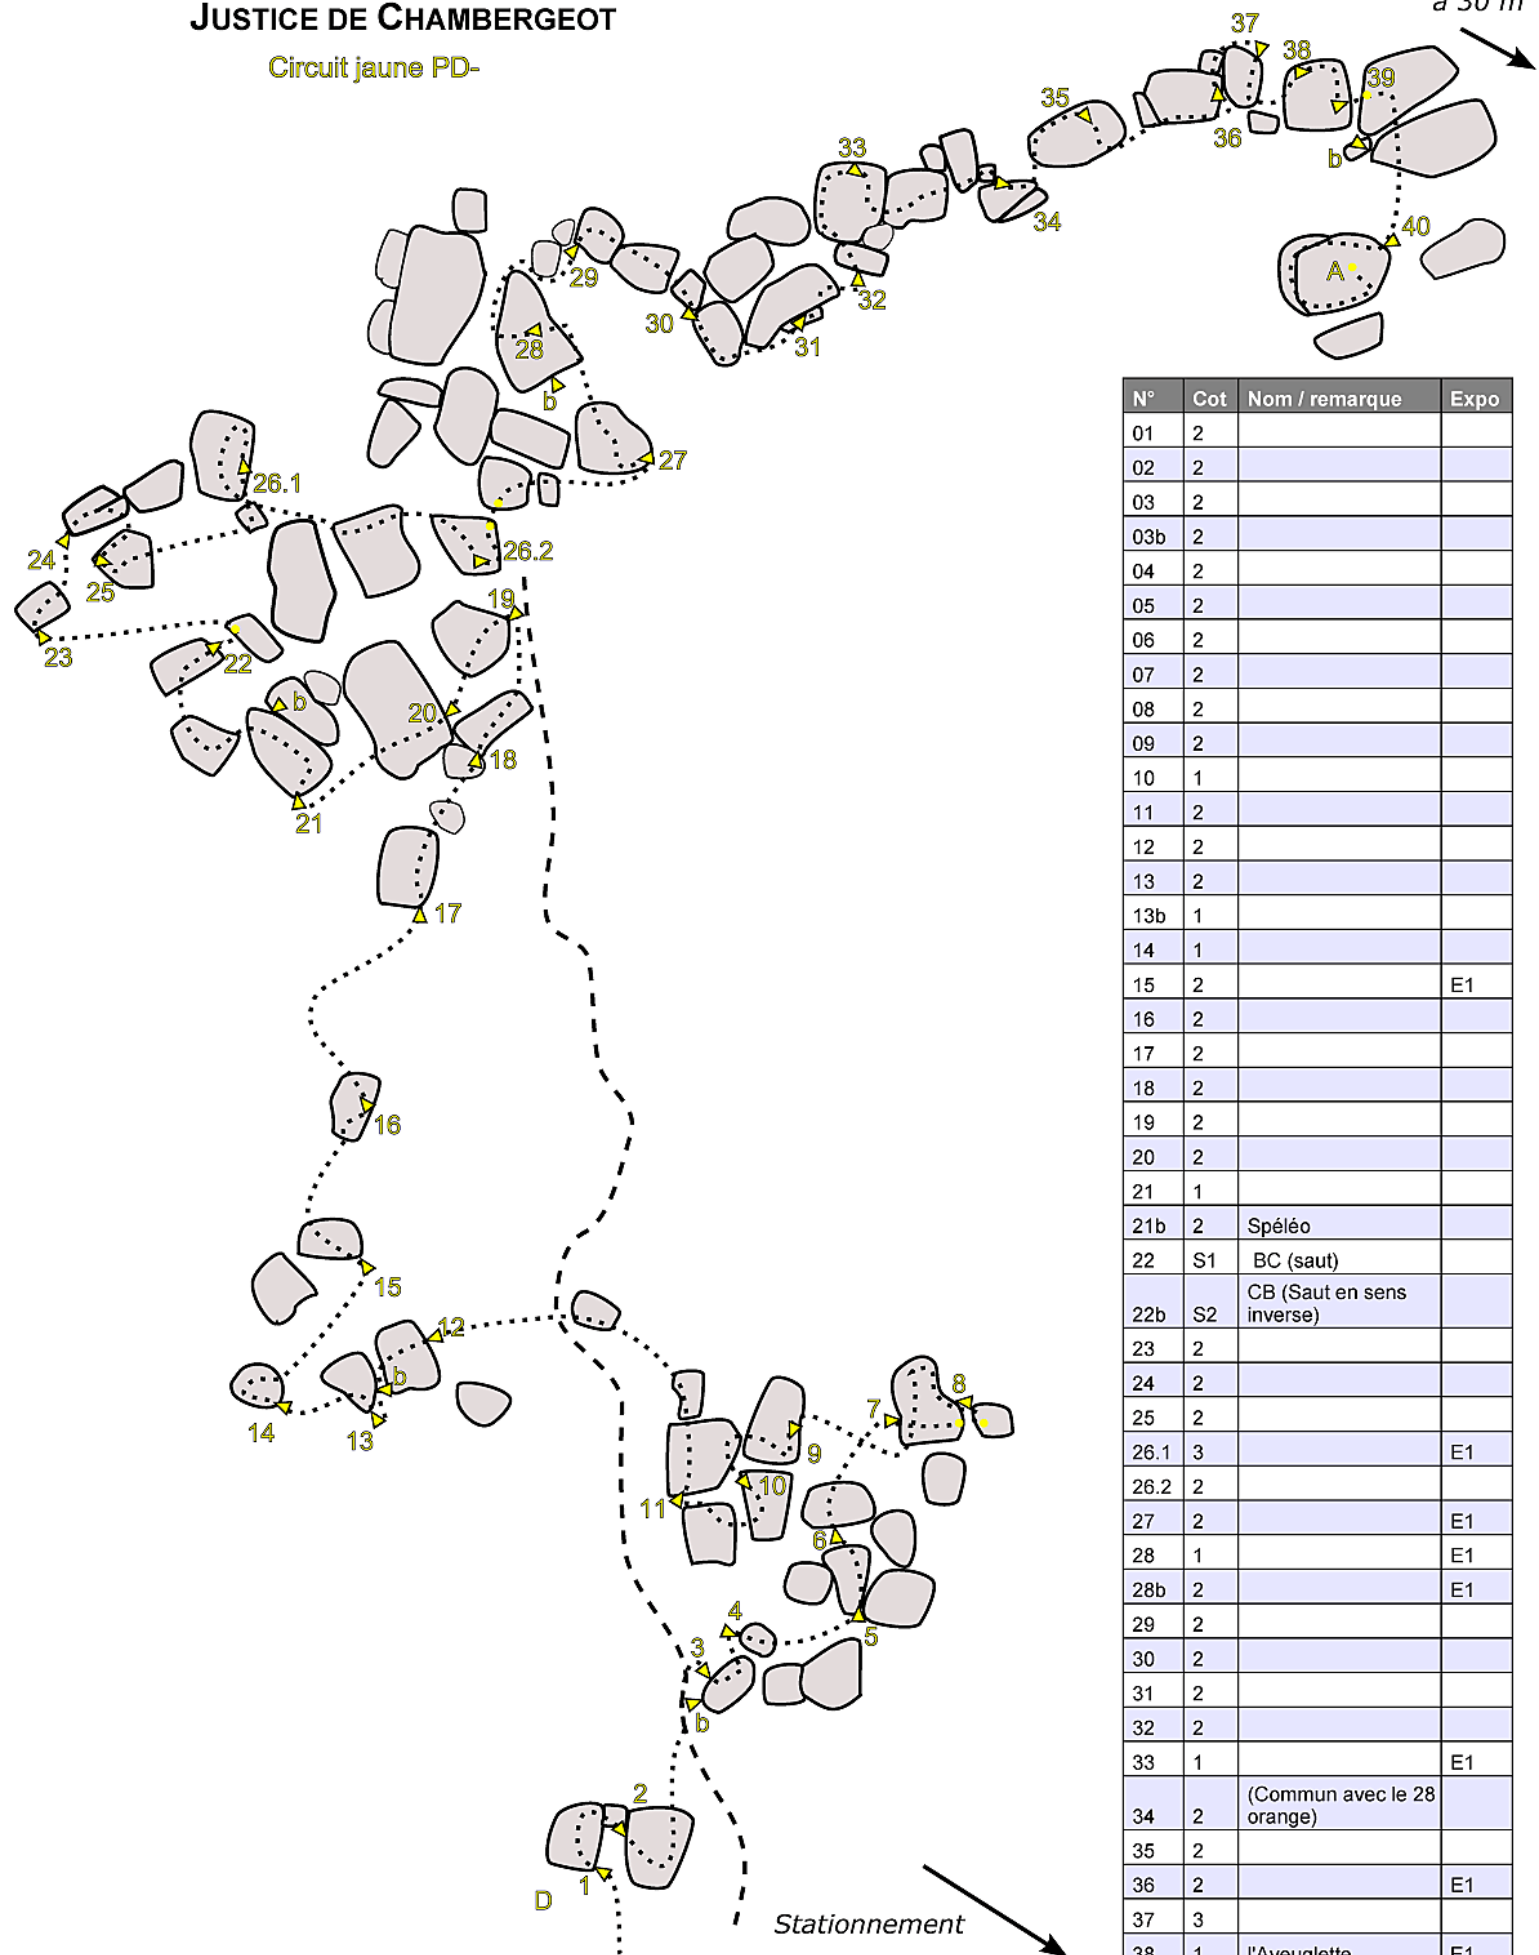 JUSTICE DE CHAMBERGEOT
Circuit jaune PD-
à 30 m
37
38
39
36
b
35
33
34
40
A
32
29
30
31
28
b
27
26.1
24
25
26.2
19
23
22
b
20
18
21
17
16
15
12
b
14
13
8
7
9
10
11
6
4
5
3
b
2
1
D
Stationnement
N° Cot Nom / remarque Expo
01 2
02 2
03 2
03b 2
04 2
05 2
06 2
07 2
08 2
09 2
10 1
11 2
12 2
13 2
13b 1
14 1
15 2 E1
16 2
17 2
18 2
19 2
20 2
21 1
21b 2 Spéléo
22 S1 BC (saut)
22b S2 CB (Saut en sens
inverse)
23 2
24 2
25 2
26.1 3 E1
26.2 2
27 2 E1
28 1 E1
28b 2 E1
29 2
30 2
31 2
32 2
33 1 E1
34 2 (Commun avec le 28
orange)
35 2
36 2 E1
37 3
38 1 l'Aveuglette E1